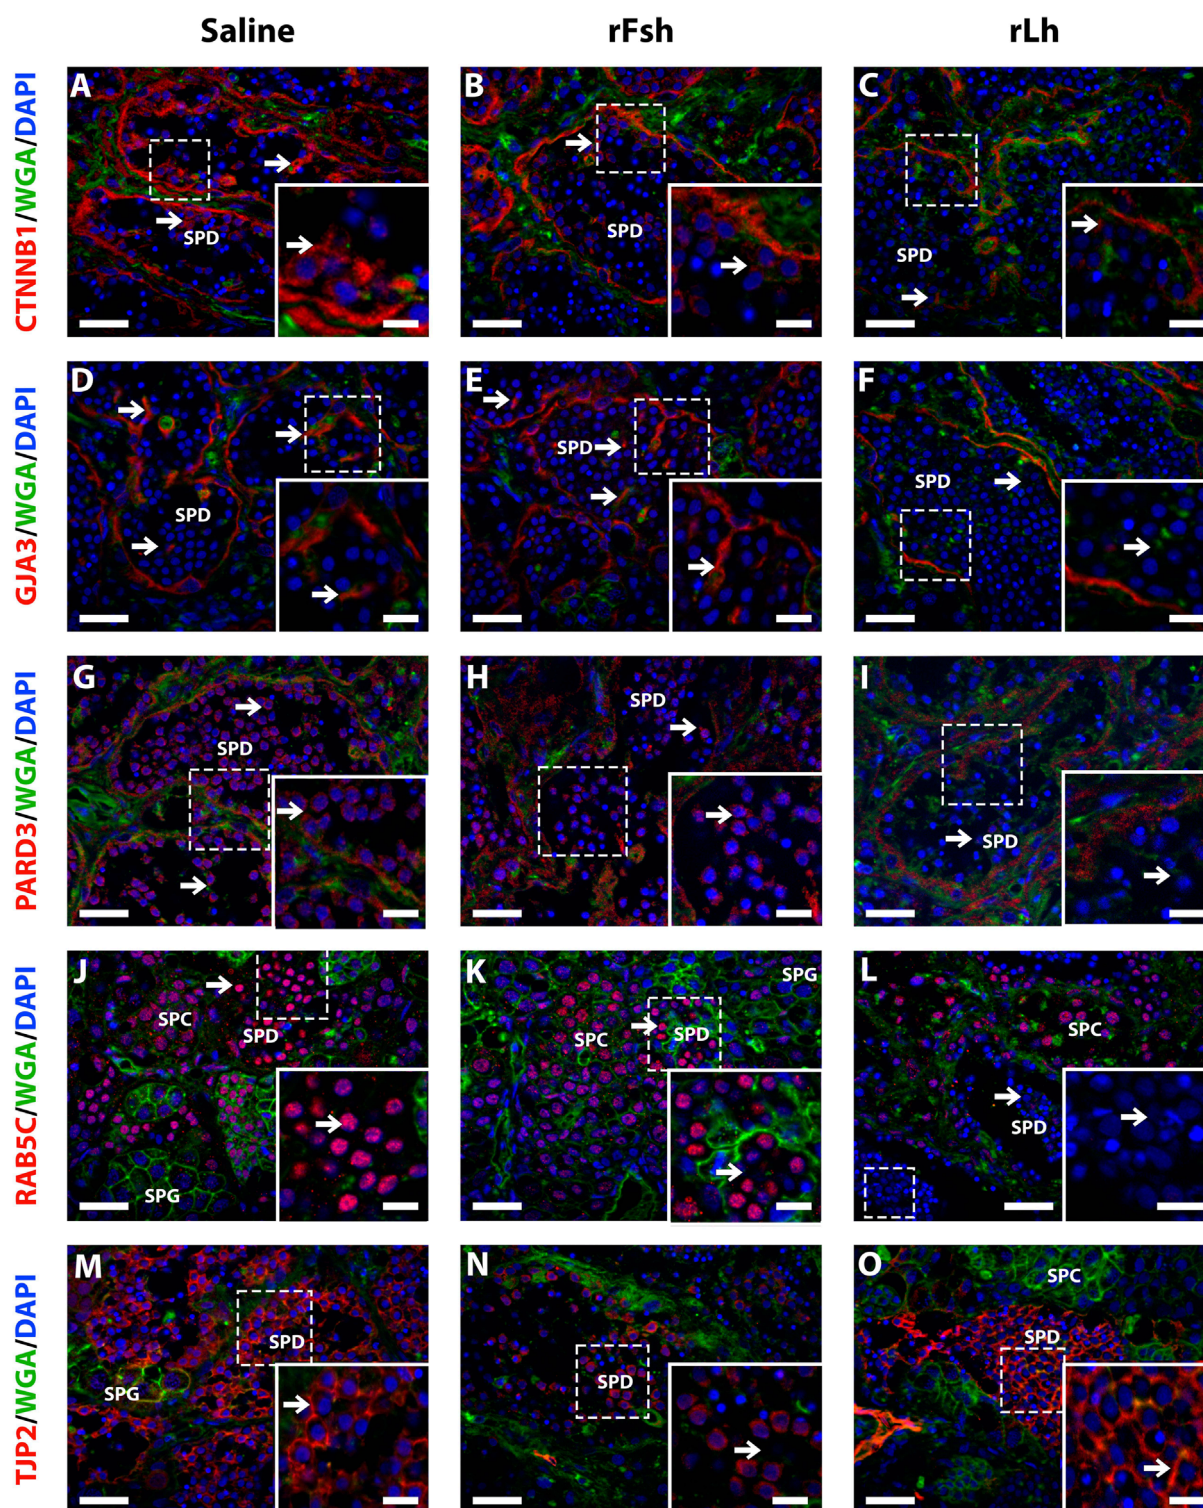 Saline rFsh rLh
CTNNB1/WGA/DAPI
A B C
SPD SPD SPD
GJA3/WGA/DAPI
D E F
SPD SPD SPD
PARD3/WGA/DAPI
G H I
SPD SPD SPD
RAB5C/WGA/DAPI
J K L
SPC SPD SPG
SPG SPC SPD
SPC SPD
TJP2/WGA/DAPI
M N O
SPD SPG
SPD
SPC SPD